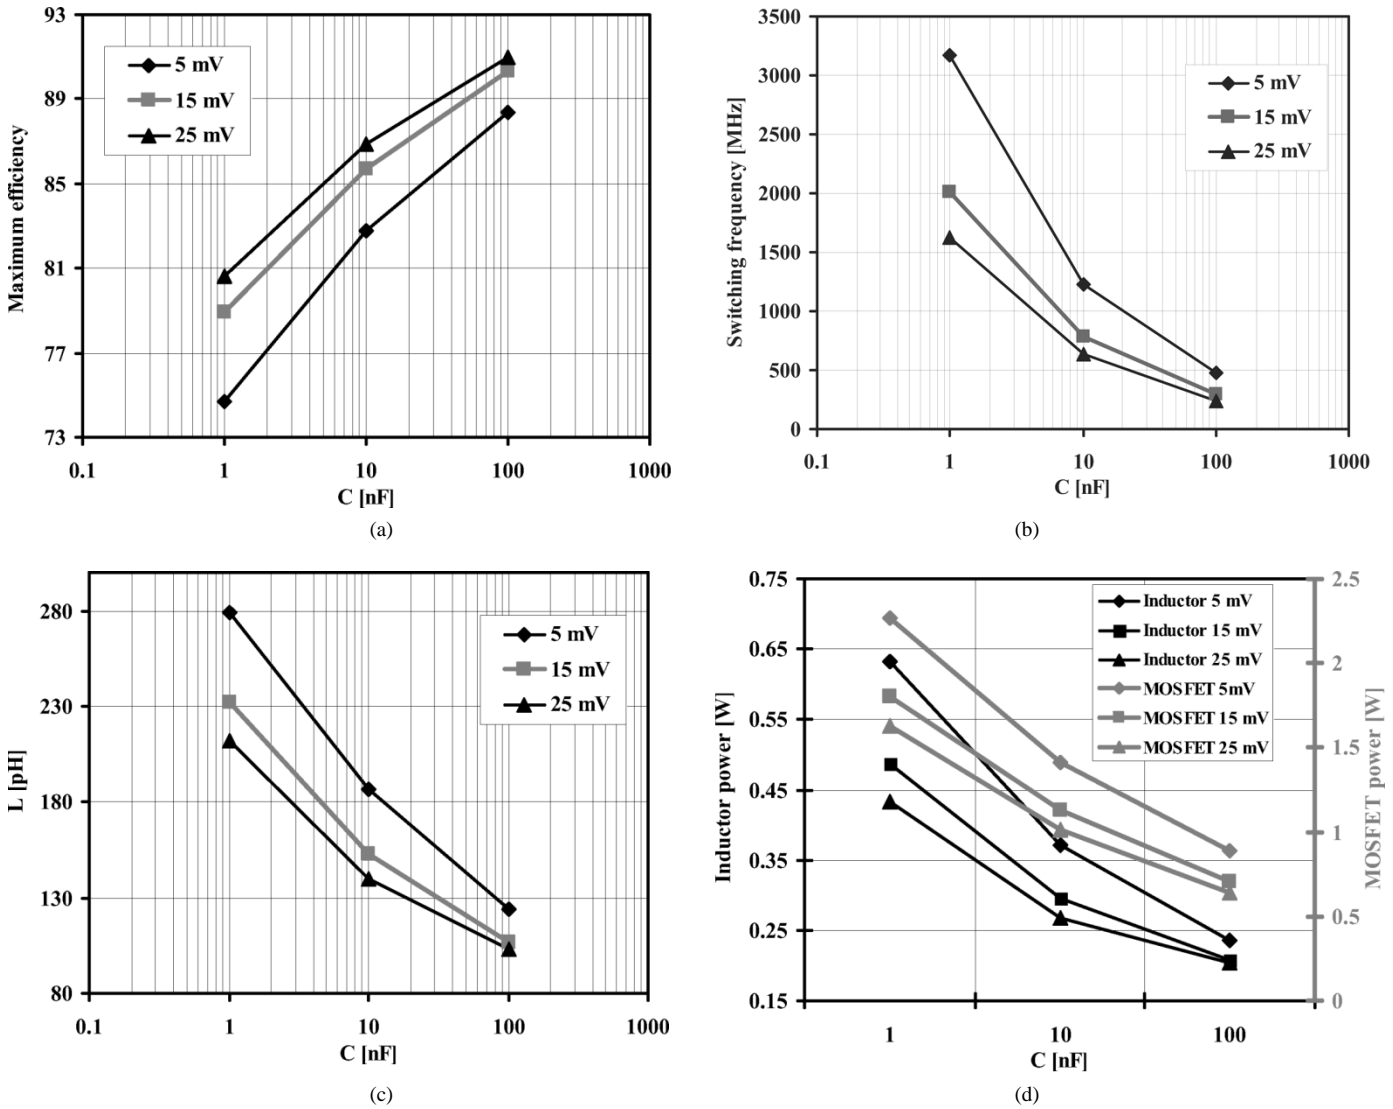 93
89
85
81
77
73
Maximum efficiency
5 mV
15 mV
25 mV
0.1 1 10 100 1000
C [nF]
(a)
3500
3000
2500
2000
1500
1000
500
0
Switching frequency [MHz]
5 mV
15 mV
25 mV
0.1 1 10 100 1000
C [nF]
(b)
280
230
180
130
80
L [pH]
5 mV
15 mV
25 mV
0.1 1 10 100 1000
C [nF]
(c)
0.75
0.65
0.55
0.45
0.35
0.25
0.15
Inductor power [W]
Inductor 5 mV
Inductor 15 mV
Inductor 25 mV
MOSFET 5mV
MOSFET 15 mV
MOSFET 25 mV
2.5
2
1.5
1
0.5
0
MOSFET power [W]
1 10 100
C [nF]
(d)